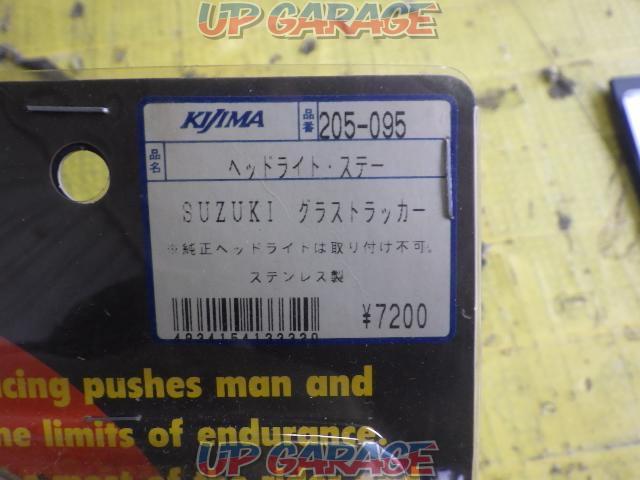 UP GARAGE
KIJIMA 品番 205-095
品名 ヘッドライト・ステー
SUZUKI グラストラッカー
※純正ヘッドライトは取り付け不可。
ステンレス製
¥7200
cing pushes man and
ne limits of endurance.
UP GARAGE